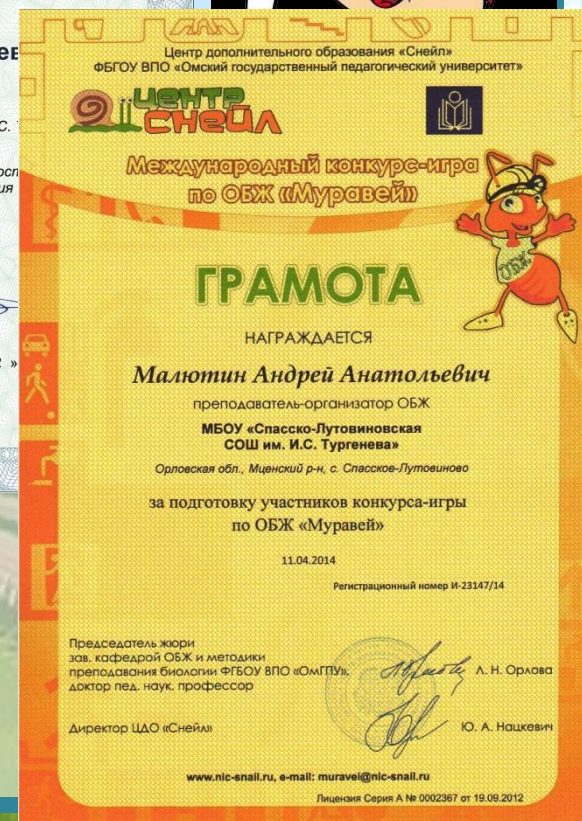 Центр дополнительного образования «Снейл»
ФБГОУ ВПО «Омский государственный педагогический университет»
ЦЕНТР
СНЕЙЛ
Международный конкурс-игра
по ОБЖ «Муравей»
ОБЖ
ГРАМОТА
НАГРАЖДАЕТСЯ
Малютин Андрей Анатольевич
преподаватель-организатор ОБЖ
МБОУ «Спасско-Лутовиновская
СОШ им. И.С. Тургенева»
Орловская обл., Мценский р-н, с. Спасское-Лутовиново
за подготовку участников конкурса-игры
по ОБЖ «Муравей»
11.04.2014
Регистрационный номер И-23147/14
Председатель жюри
зав. кафедрой ОБЖ и методики
преподавания биологии ФГБОУ ВПО «ОмГПУ»,
доктор пед. наук, профессор
Л. Н. Орлова
Директор ЦДО «Снейл»
Ю. А. Нацкевич
www.nic-snail.ru, e-mail: muravei@nic-snail.ru
Лицензия Серия А № 0002367 от 19.09.2012